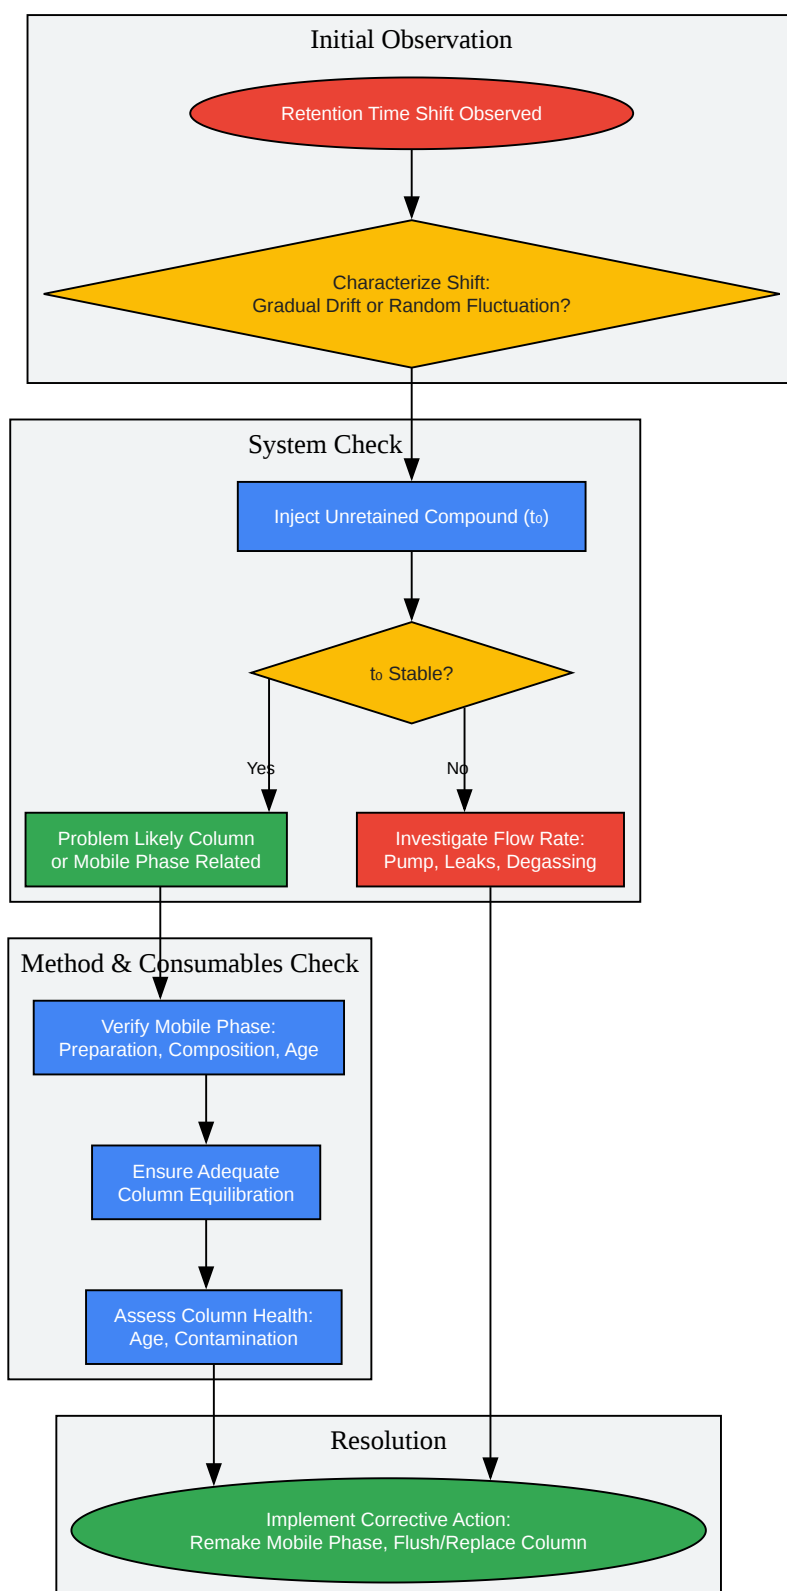 Initial Observation
Retention Time Shift Observed
Characterize Shift:
Gradual Drift or Random Fluctuation?
System Check
Inject Unretained Compound (t₀)
t₀ Stable?
Yes
No
Problem Likely Column
or Mobile Phase Related
Investigate Flow Rate:
Pump, Leaks, Degassing
Method & Consumables Check
Verify Mobile Phase:
Preparation, Composition, Age
Ensure Adequate
Column Equilibration
Assess Column Health:
Age, Contamination
Resolution
Implement Corrective Action:
Remake Mobile Phase, Flush/Replace Column